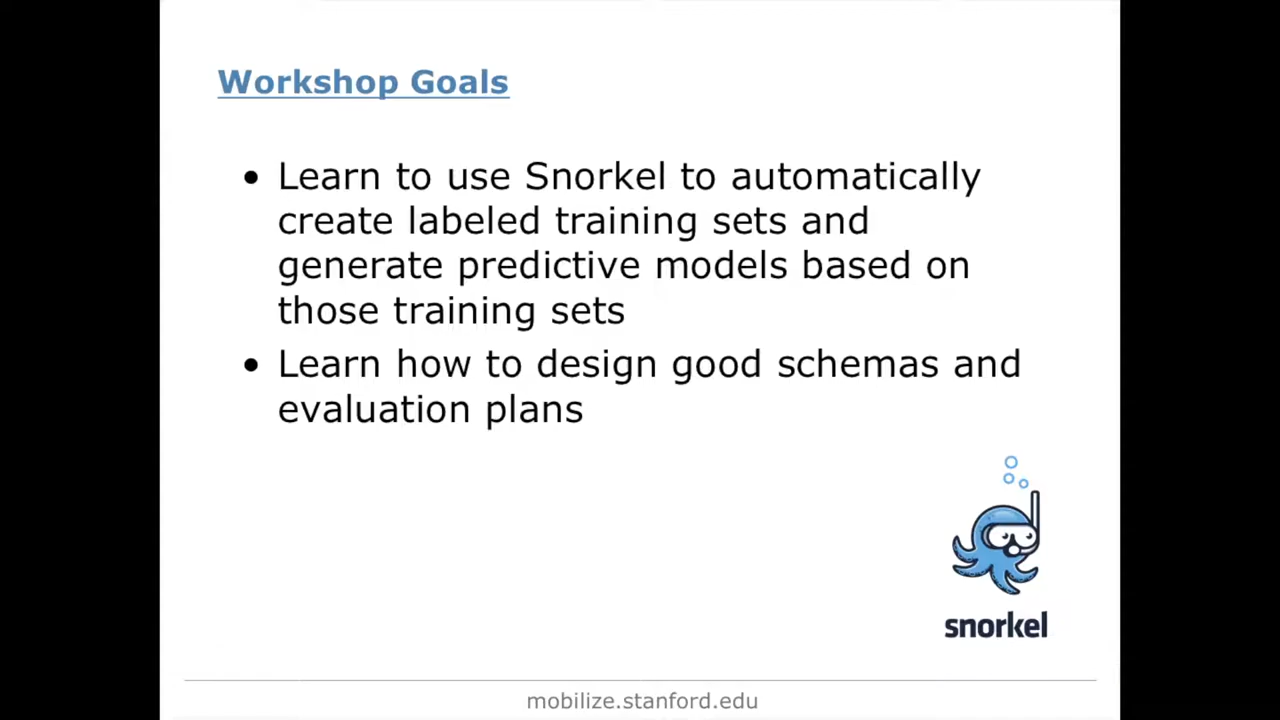 Workshop Goals
• Learn to use Snorkel to automatically
create labeled training sets and
generate predictive models based on
those training sets
• Learn how to design good schemas and
evaluation plans
snorkel
mobilize.stanford.edu